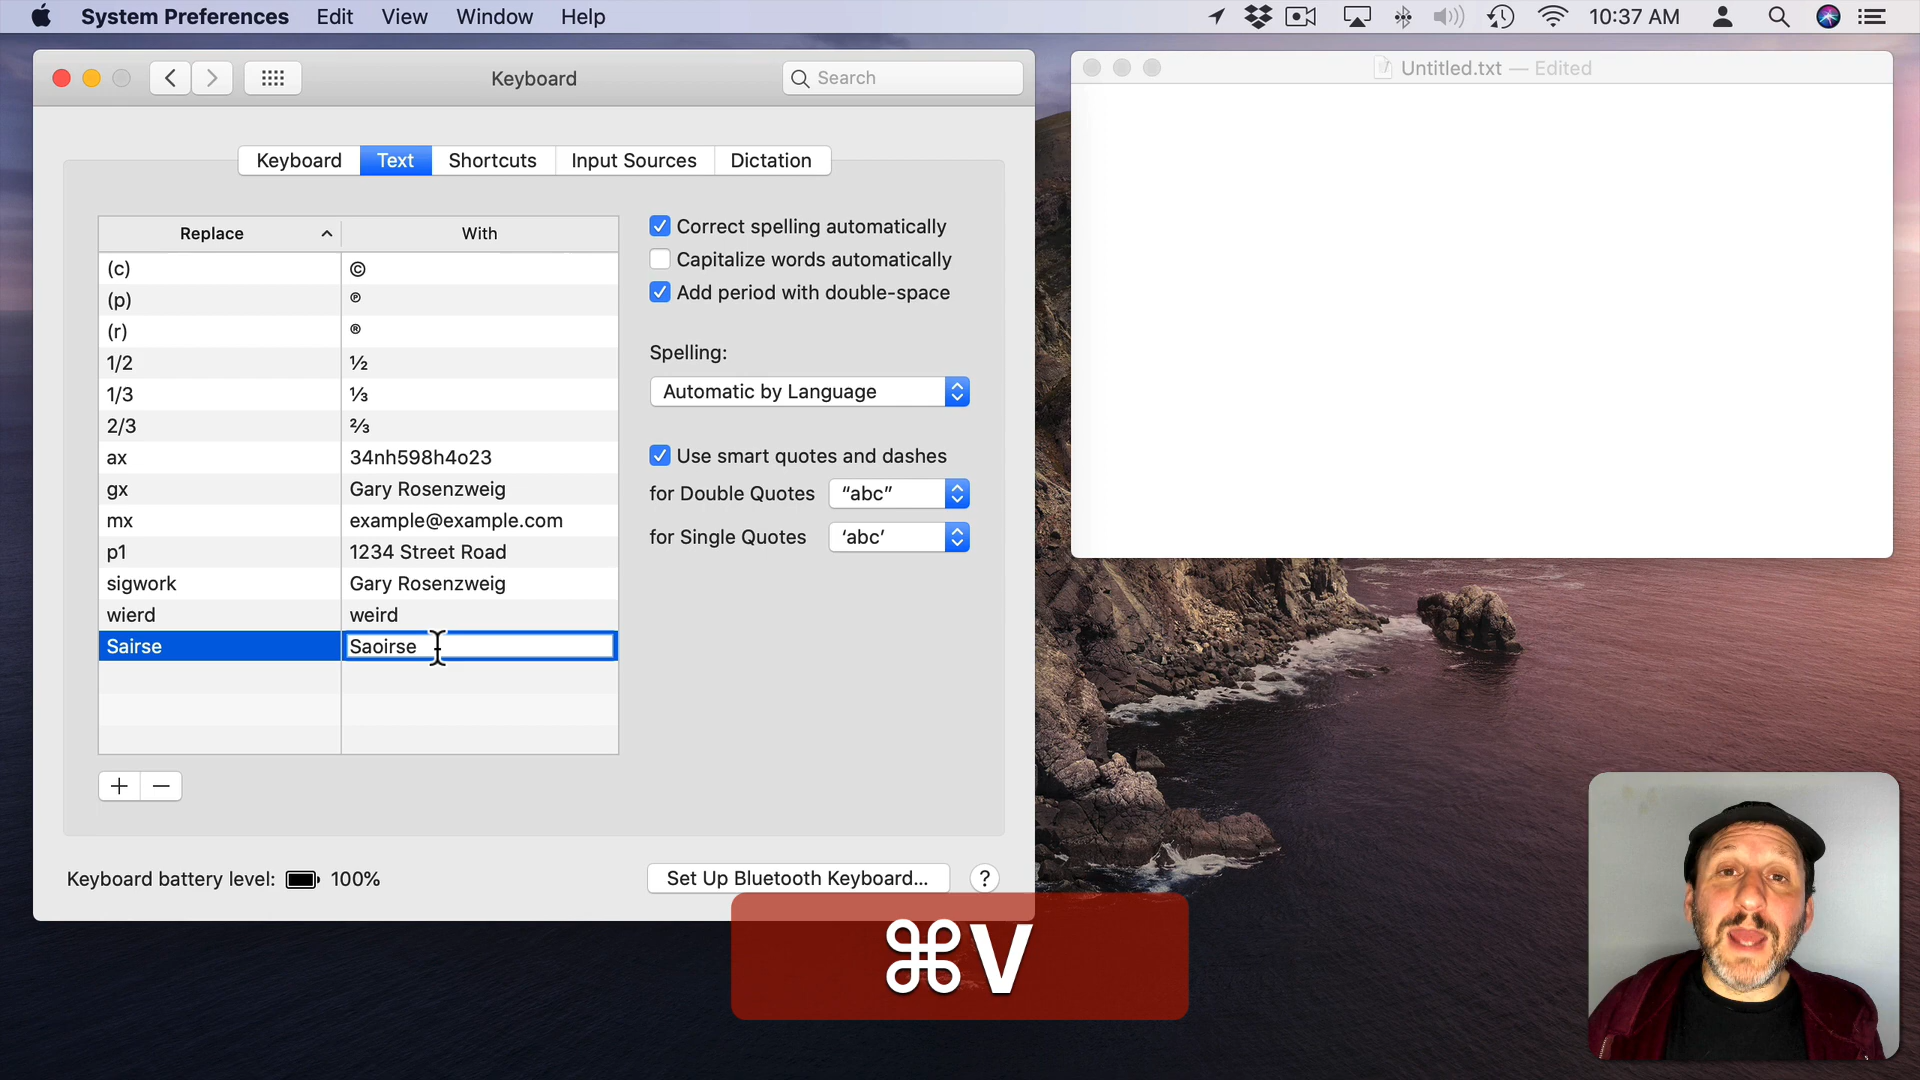 System Preferences Edit View Window Help 10:37 AM
Keyboard Search
Untitled.txt — Edited
Keyboard Text Shortcuts Input Sources Dictation
Replace With
(c) ©
(p) ℗
(r) ®
1/2 ½
1/3 ⅓
2/3 ⅔
ax 34nh598h4o23
gx Gary Rosenzweig
mx example@example.com
p1 1234 Street Road
sigwork Gary Rosenzweig
wierd weird
Sairse Saoirse
+ −
Correct spelling automatically
Capitalize words automatically
Add period with double-space
Spelling:
Automatic by Language
Use smart quotes and dashes
for Double Quotes “abc”
for Single Quotes ‘abc’
Keyboard battery level: 100%
Set Up Bluetooth Keyboard... ?
⌘V